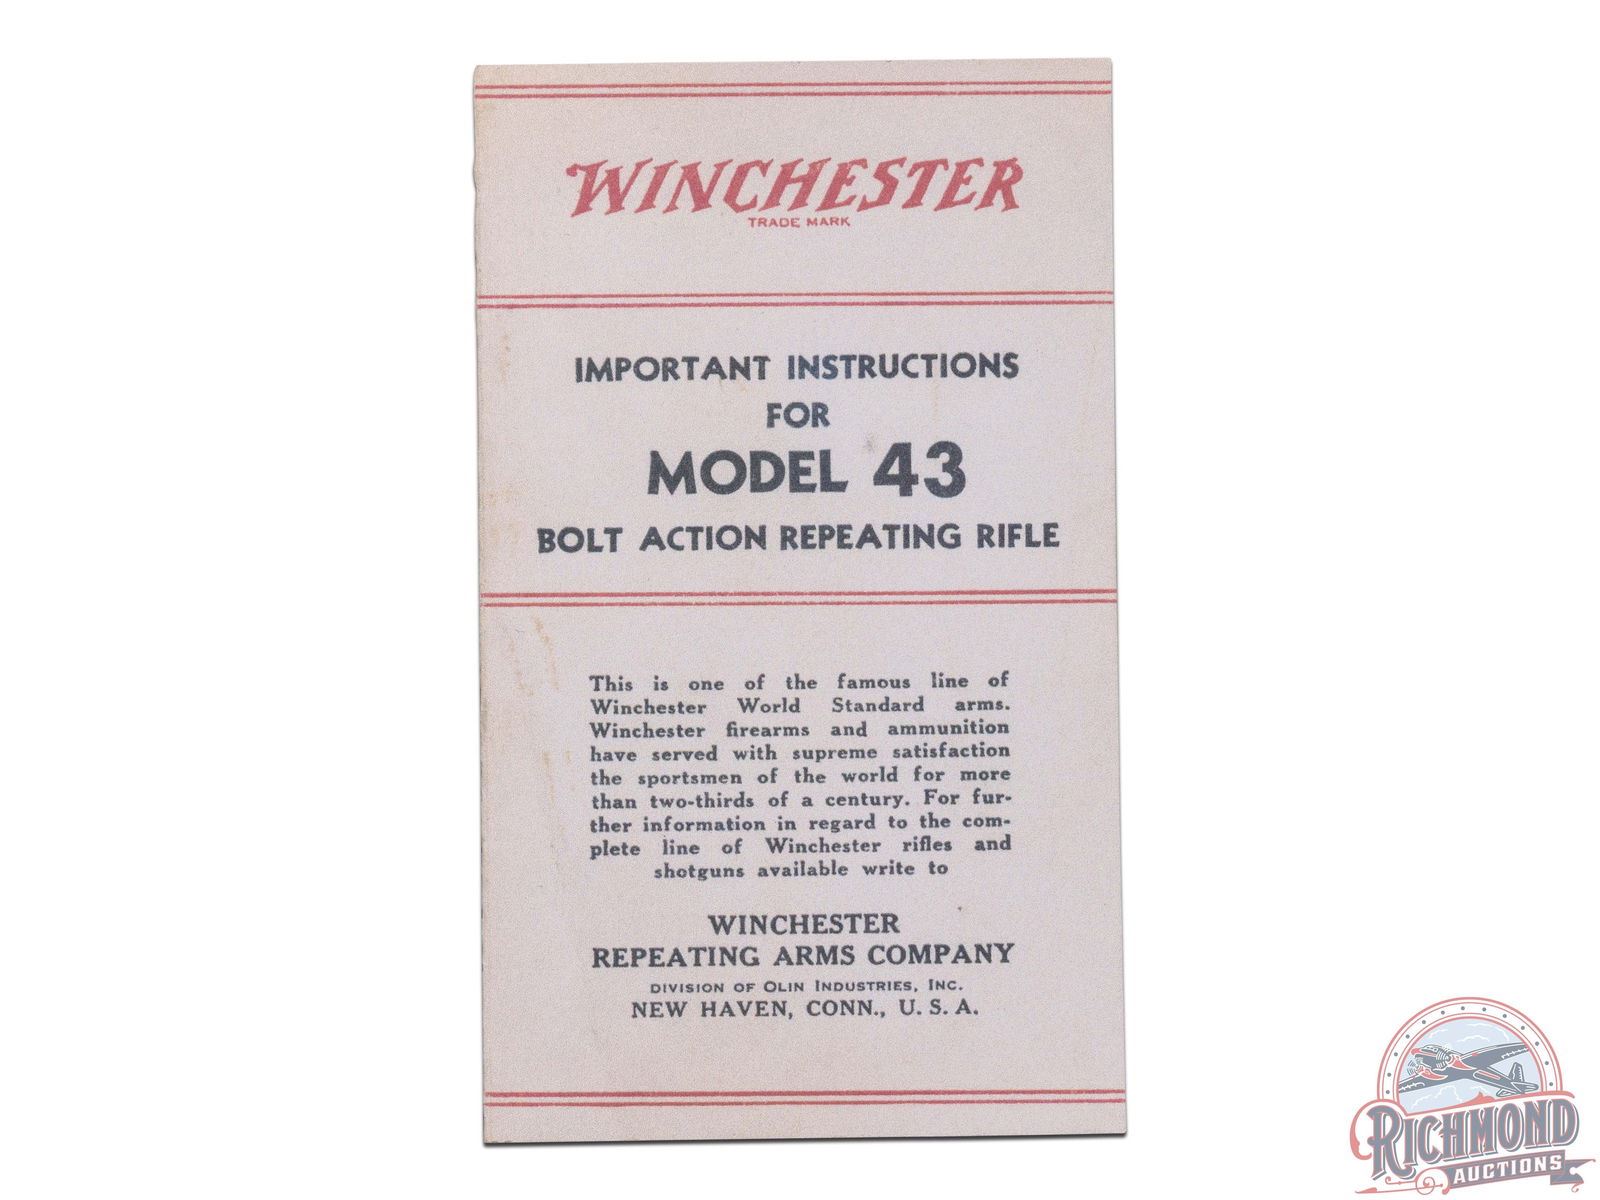 WINCHESTER
TRADE MARK
IMPORTANT INSTRUCTIONS
FOR
MODEL 43
BOLT ACTION REPEATING RIFLE
This is one of the famous line of
Winchester World Standard arms.
Winchester firearms and ammunition
have served with supreme satisfaction
the sportsmen of the world for more
than two-thirds of a century. For fur-
ther information in regard to the com-
plete line of Winchester rifles and
shotguns available write to
WINCHESTER
REPEATING ARMS COMPANY
DIVISION OF OLIN INDUSTRIES, INC.
NEW HAVEN, CONN., U. S. A.
RICHMOND
AUCTIONS